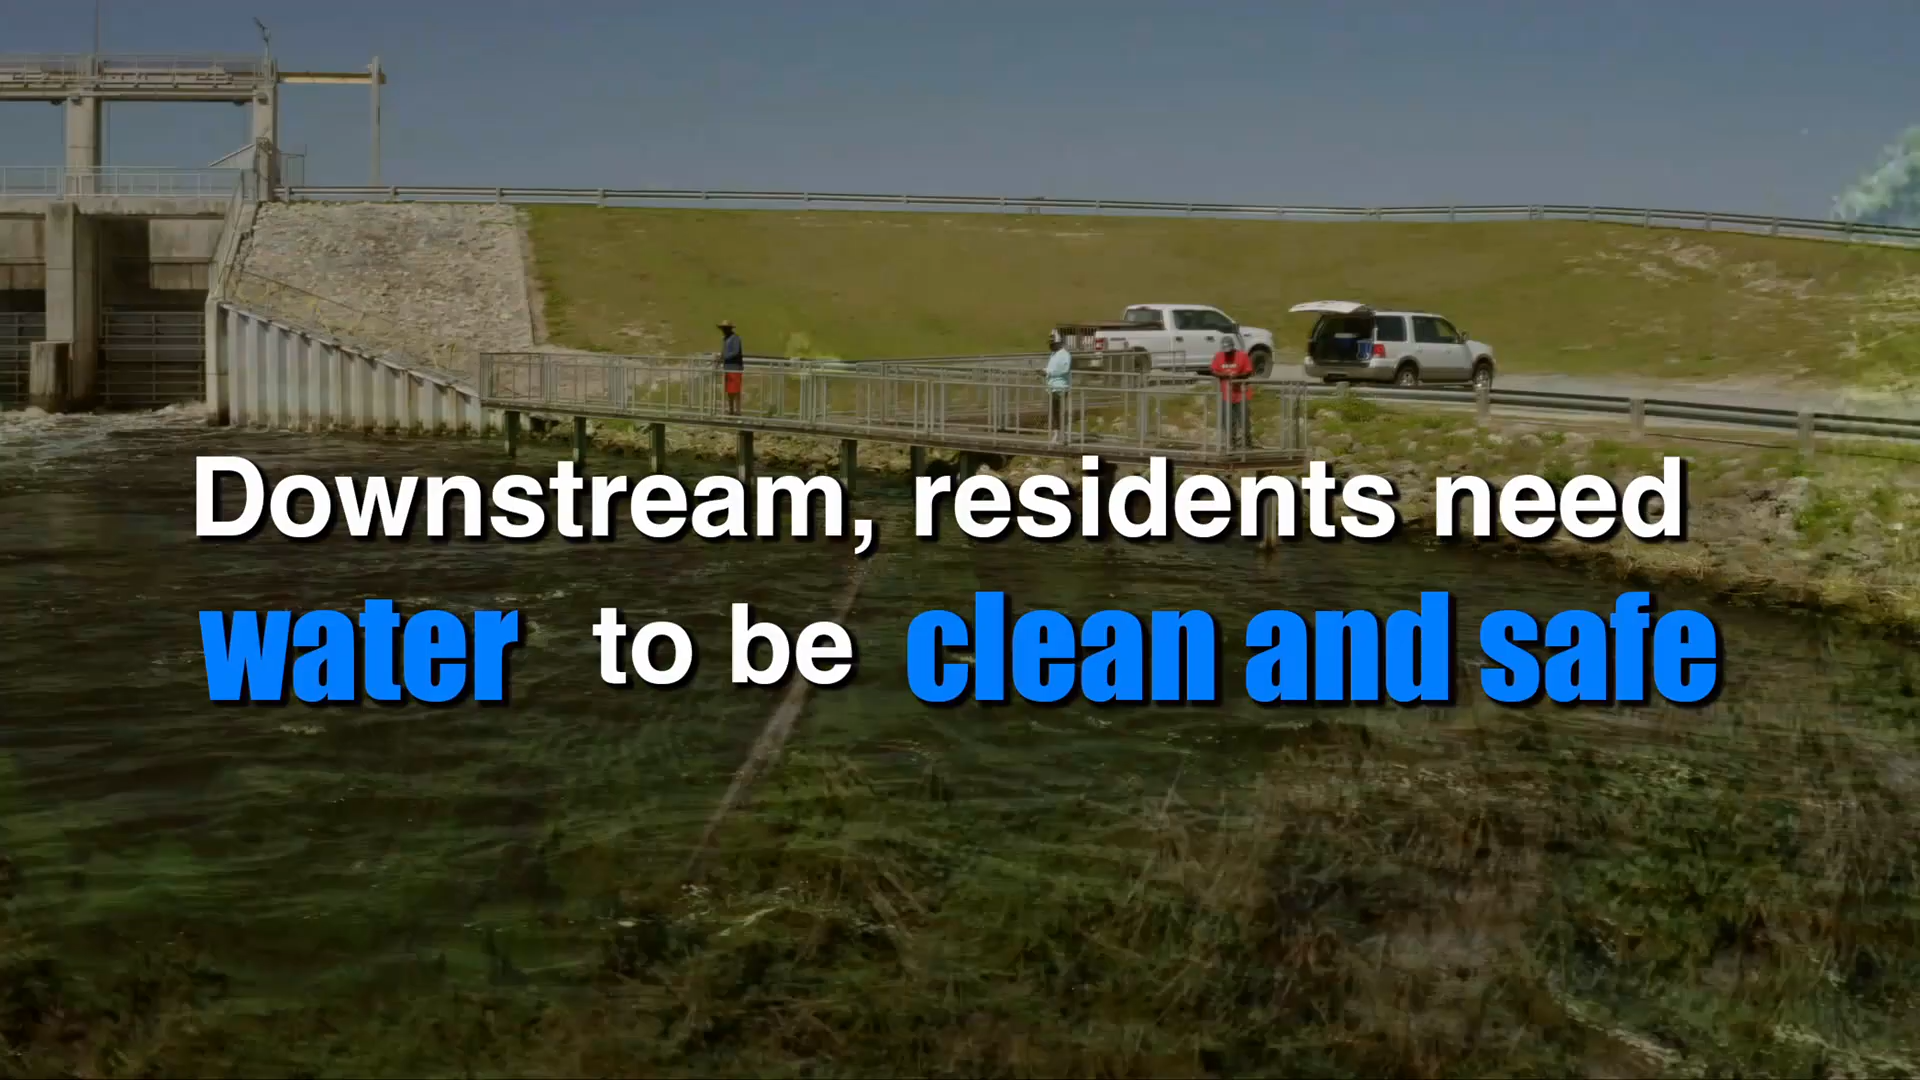 Downstream, residents need
water to be clean and safe